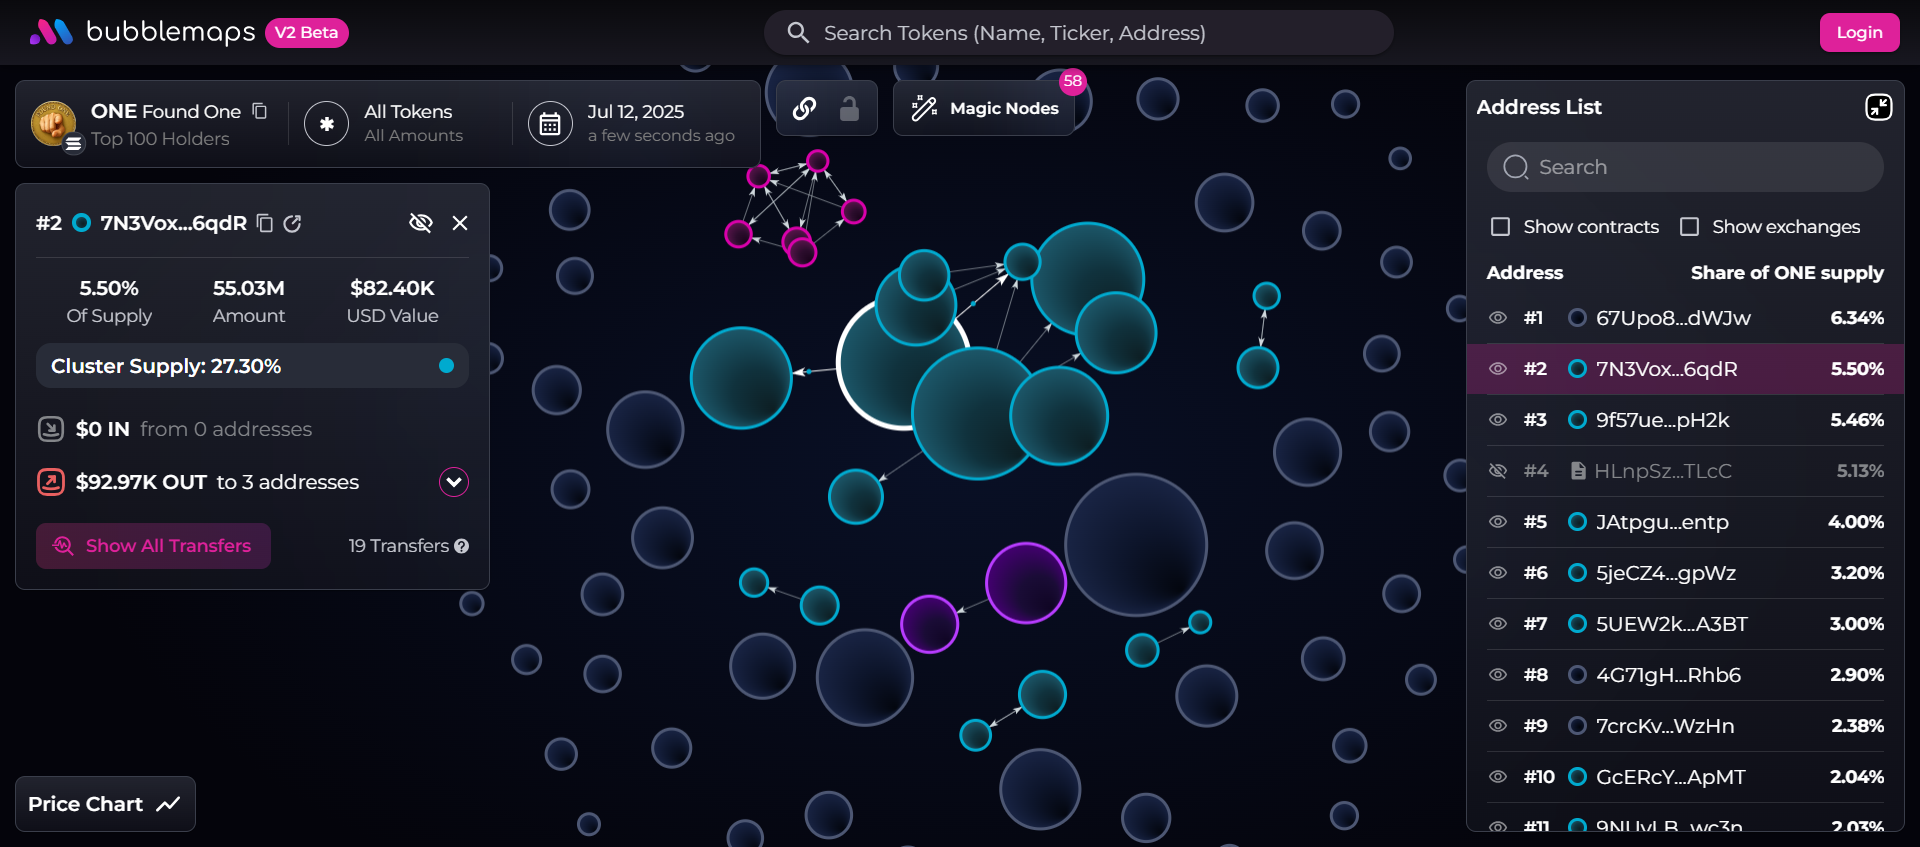 bubblemaps V2 Beta
Search Tokens (Name, Ticker, Address)
Login
ONE Found One
Top 100 Holders
All Tokens
All Amounts
Jul 12, 2025
a few seconds ago
Magic Nodes
58
#2 7N3Vox...6qdR
5.50% 55.03M $82.40K
Of Supply Amount USD Value
Cluster Supply: 27.30%
$0 IN from 0 addresses
$92.97K OUT to 3 addresses
Show All Transfers 19 Transfers
Price Chart
Address List
Search
Show contracts Show exchanges
Address Share of ONE supply
#1 67Upo8...dWJw 6.34%
#2 7N3Vox...6qdR 5.50%
#3 9f57ue...pH2k 5.46%
#4 HLnpSz...TLcC 5.13%
#5 JAtpgu...entp 4.00%
#6 5jeCZ4...gpWz 3.20%
#7 5UEW2k...A3BT 3.00%
#8 4G71gH...Rhb6 2.90%
#9 7crcKv...WzHn 2.38%
#10 GcERcY...ApMT 2.04%
#11 2.03%